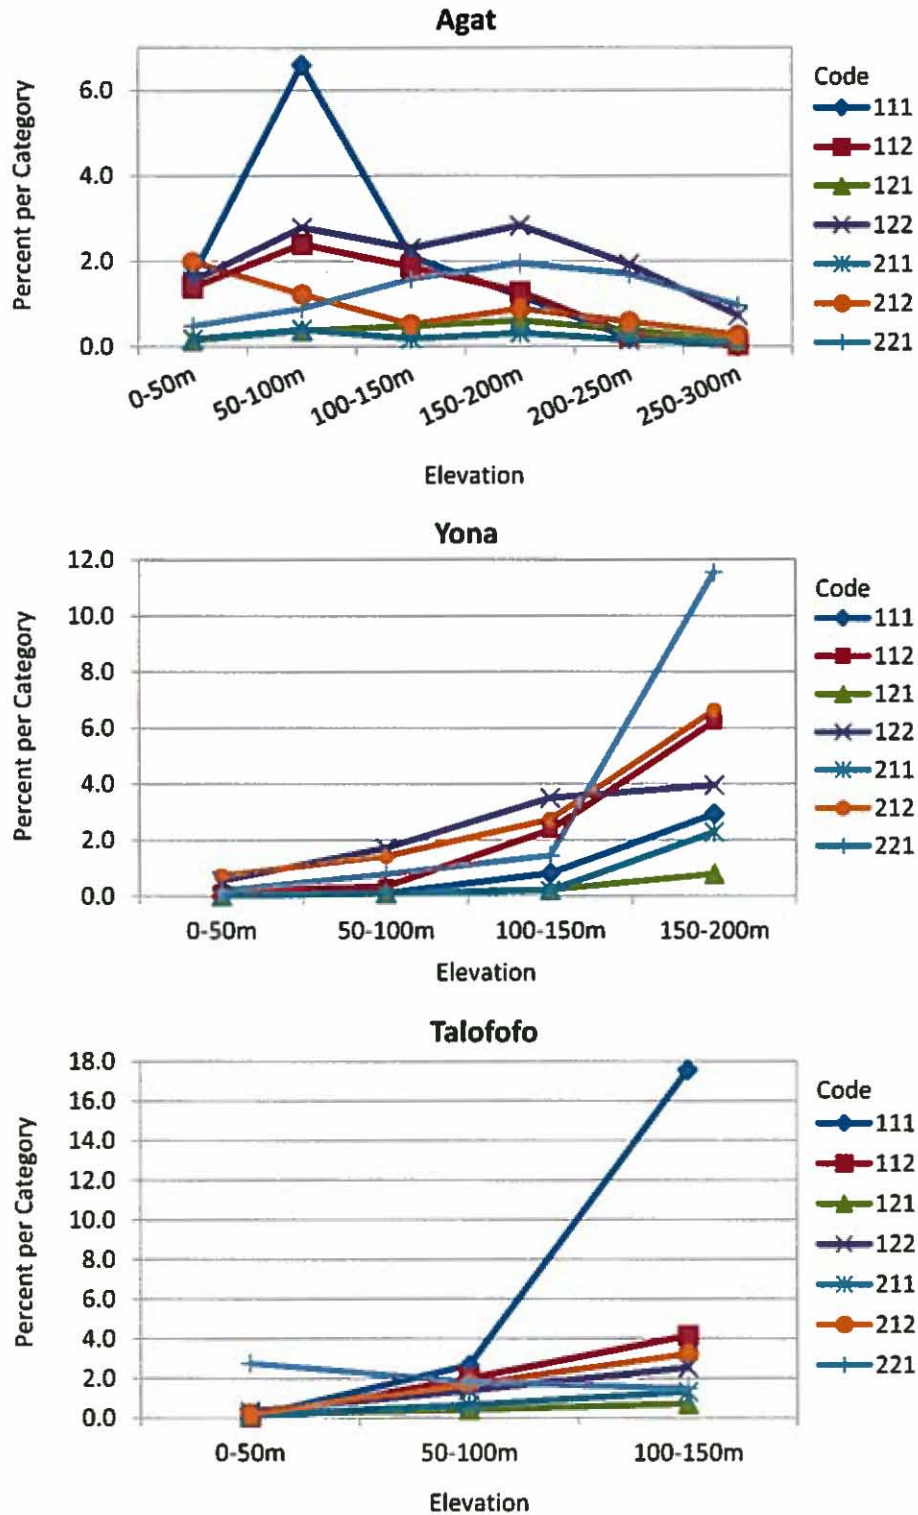 Agat
Percent per Category
6.0
4.0
2.0
0.0
0-50m
50-100m
100-150m
150-200m
200-250m
250-300m
Elevation
Code
111
112
121
122
211
212
221
Yona
Percent per Category
12.0
10.0
8.0
6.0
4.0
2.0
0.0
0-50m
50-100m
100-150m
150-200m
Elevation
Code
111
112
121
122
211
212
221
Talofofo
Percent per Category
18.0
16.0
14.0
12.0
10.0
8.0
6.0
4.0
2.0
0.0
0-50m
50-100m
100-150m
Elevation
Code
111
112
121
122
211
212
221